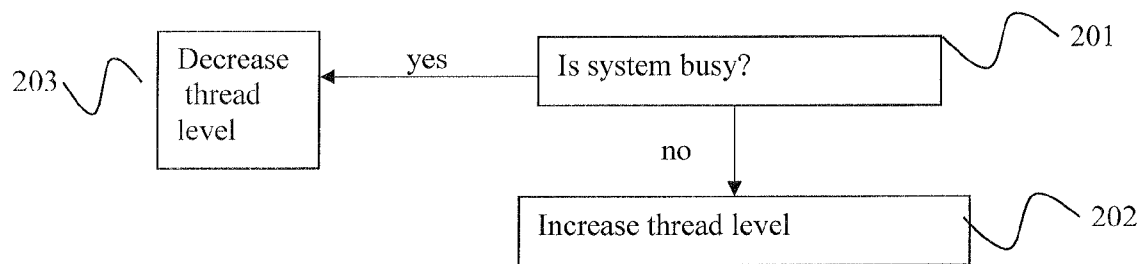 201
Decrease
thread
level
yes
Is system busy?
203
no
Increase thread level
202